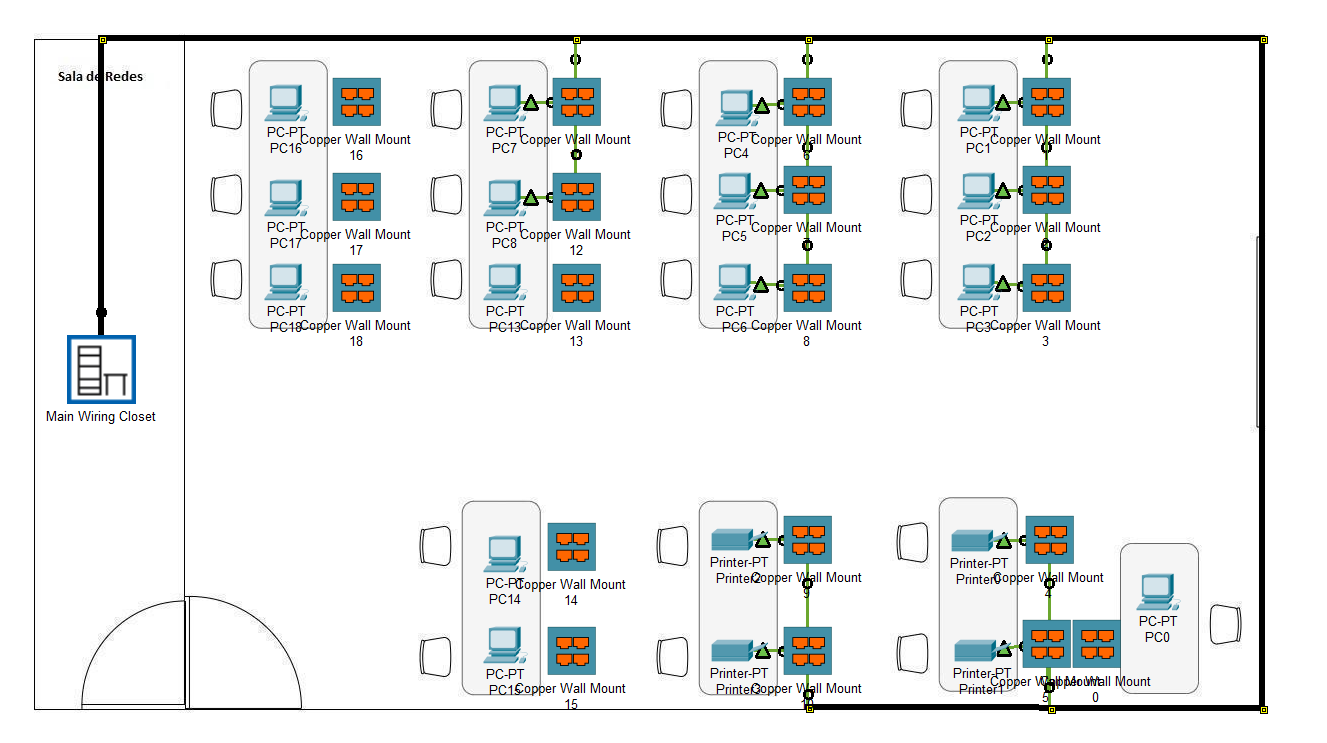 Sala de Redes
PC-PT
PC16
Copper Wall Mount
16
PC-PT
PC7
Copper Wall Mount
PC-PT
PC4
Copper Wall Mount
6
PC-PT
PC1
Copper Wall Mount
PC-PT
PC17
Copper Wall Mount
17
PC-PT
PC8
Copper Wall Mount
12
PC-PT
PC5
Copper Wall Mount
PC-PT
PC2
Copper Wall Mount
PC-PT
PC18
Copper Wall Mount
18
PC-PT
PC13
Copper Wall Mount
13
PC-PT
PC6
Copper Wall Mount
8
PC-PT
PC3
Copper Wall Mount
3
Main Wiring Closet
PC-PT
PC14
Copper Wall Mount
14
Printer-PT
Printer2
Copper Wall Mount
9
Printer-PT
Printer0
Copper Wall Mount
4
PC-PT
PC0
PC-PT
PC15
Copper Wall Mount
15
Printer-PT
Printer3
Copper Wall Mount
10
Printer-PT
Printer1
Copper Wall Mount
5
Copper Wall Mount
0